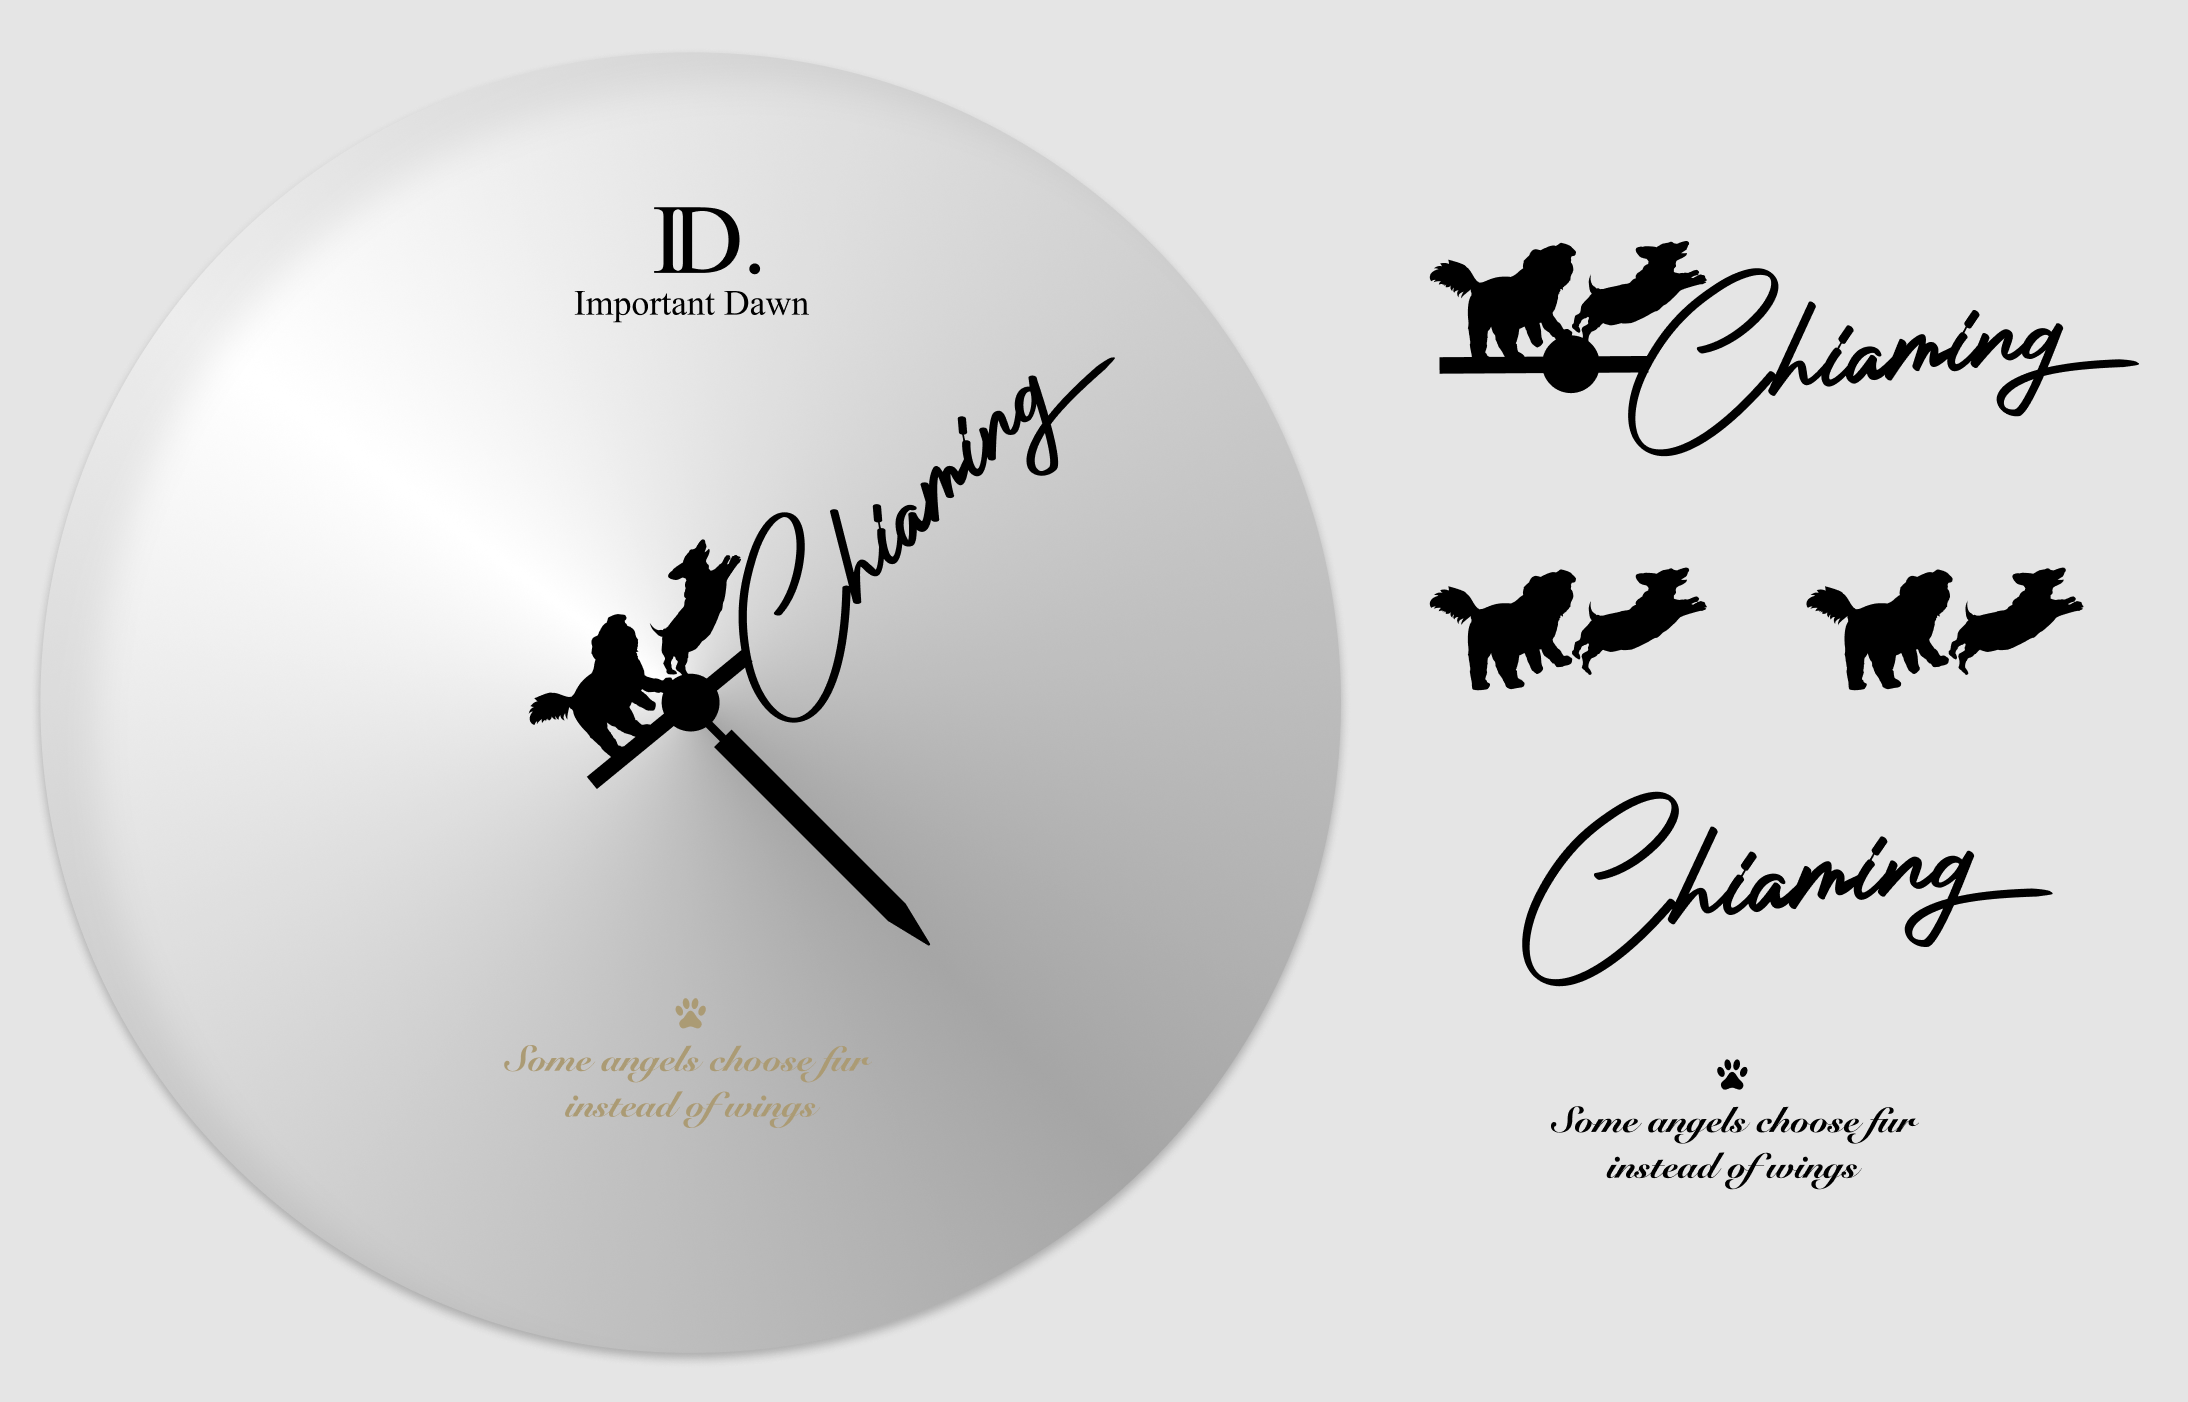 ID.
Important Dawn
Chiaming
Some angels choose fur
instead of wings
Chiaming
Chiaming
Some angels choose fur
instead of wings